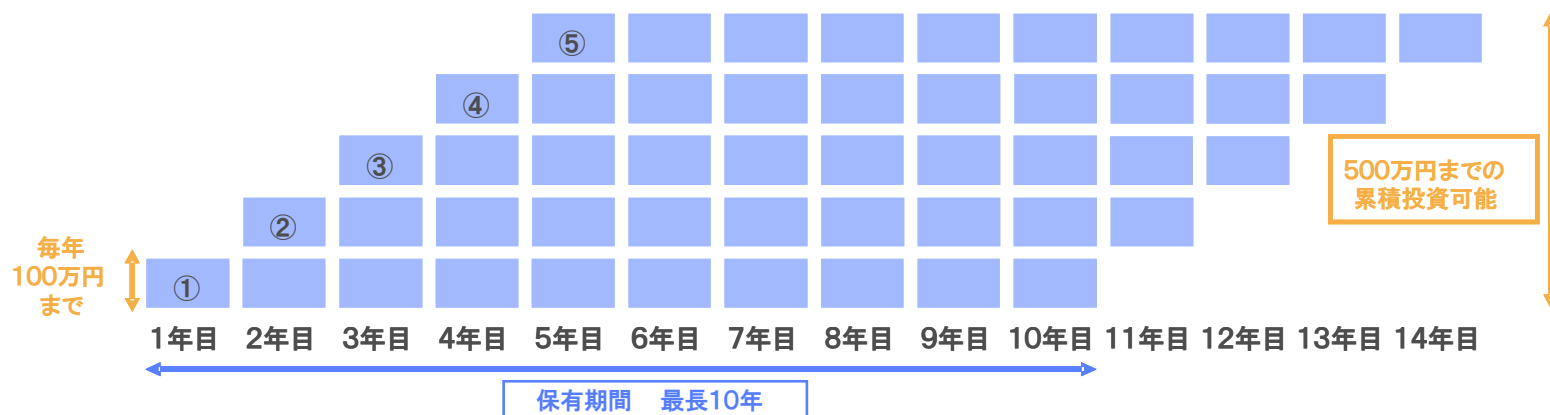 ⑤
④
③
②
①
500万円までの
累積投資可能
毎年
100万円
まで
1年目 2年目 3年目 4年目 5年目 6年目 7年目 8年目 9年目 10年目 11年目 12年目 13年目 14年目
保有期間 最長10年